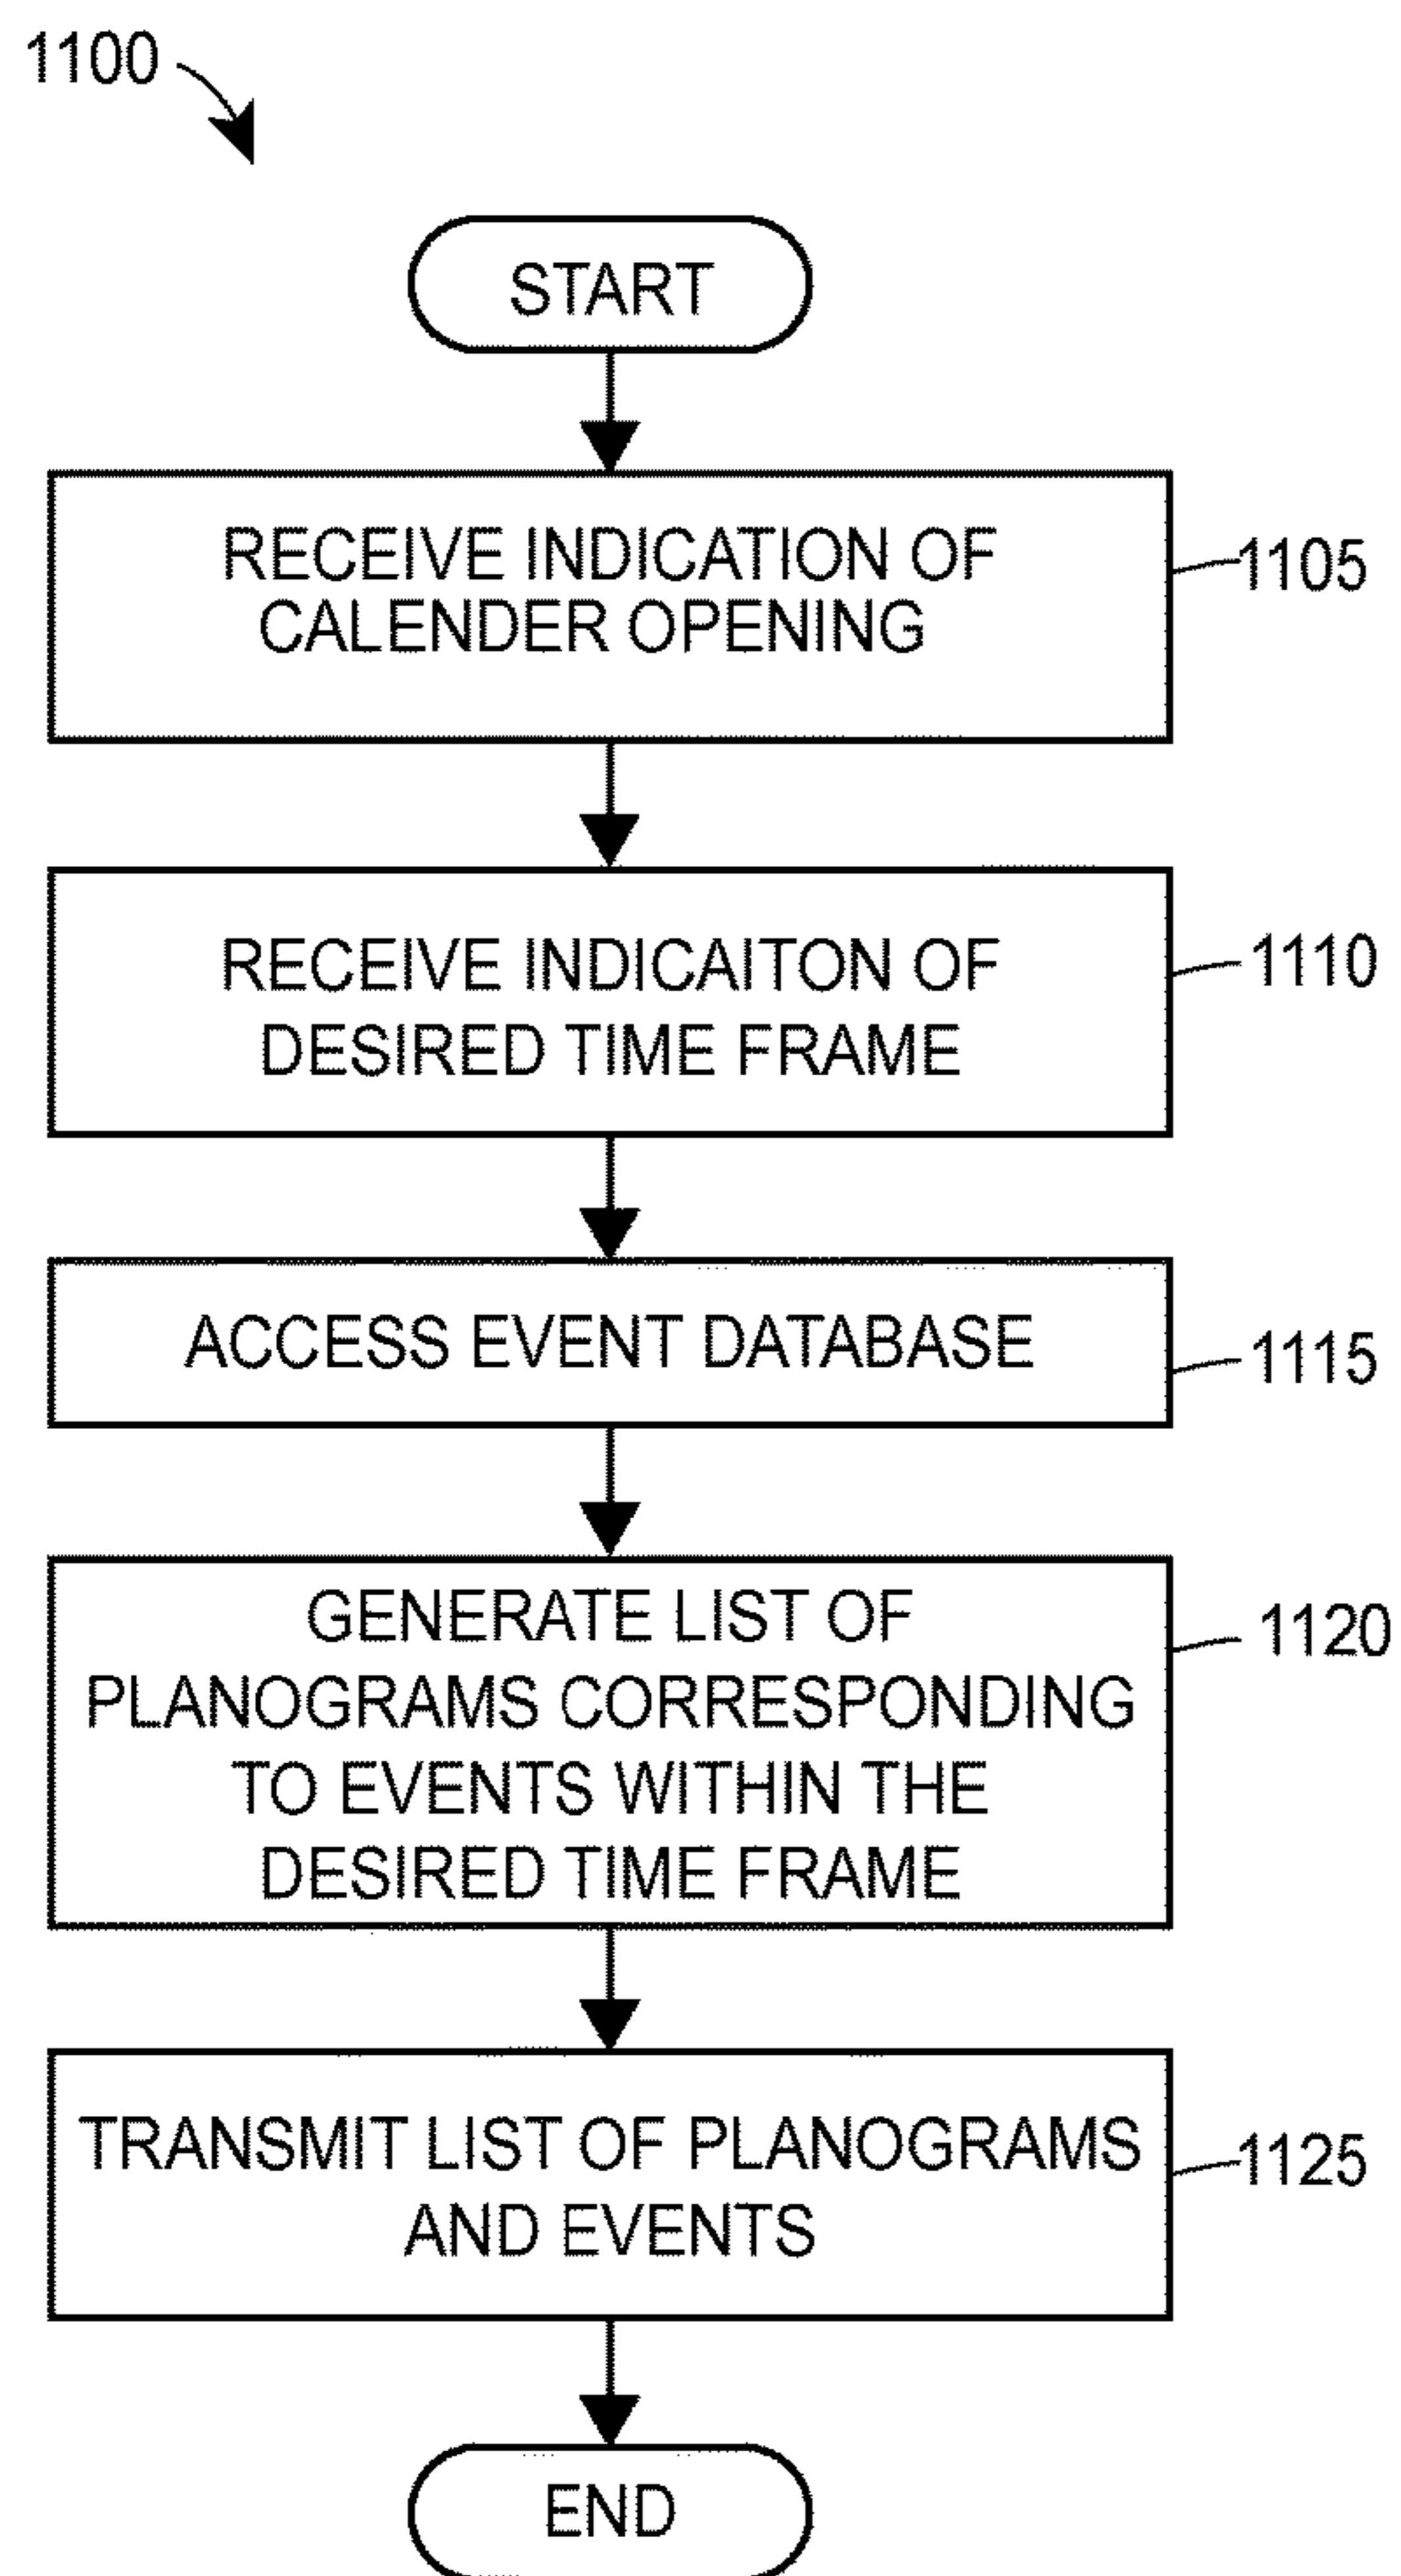 1100
START
RECEIVE INDICATION OF
CALENDER OPENING
1105
RECEIVE INDICAITON OF
DESIRED TIME FRAME
1110
ACCESS EVENT DATABASE
1115
GENERATE LIST OF
PLANOGRAMS CORRESPONDING
TO EVENTS WITHIN THE
DESIRED TIME FRAME
1120
TRANSMIT LIST OF PLANOGRAMS
AND EVENTS
1125
END